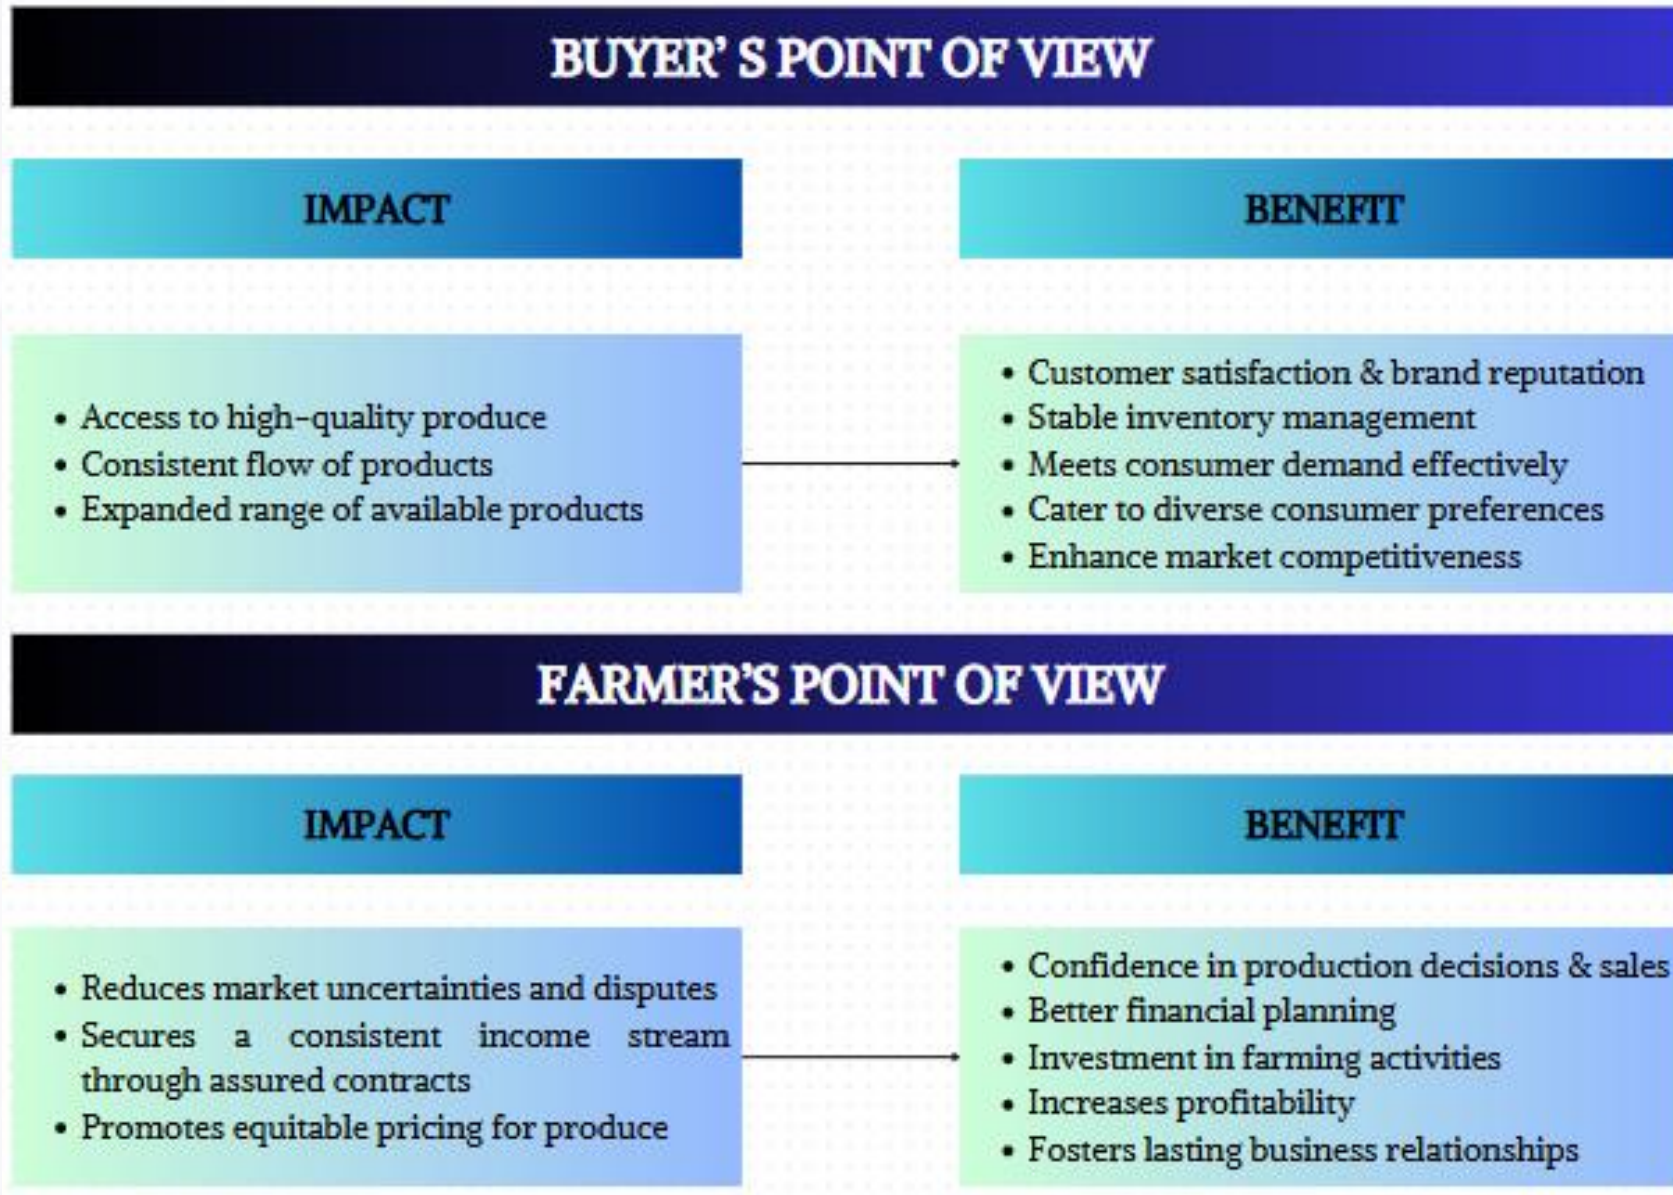 BUYER' S POINT OF VIEW
IMPACT
BENEFIT
• Access to high-quality produce
• Consistent flow of products
• Expanded range of available products
• Customer satisfaction & brand reputation
• Stable inventory management
• Meets consumer demand effectively
• Cater to diverse consumer preferences
• Enhance market competitiveness
FARMER'S POINT OF VIEW
IMPACT
BENEFIT
• Reduces market uncertainties and disputes
• Secures a consistent income stream
through assured contracts
• Promotes equitable pricing for produce
• Confidence in production decisions & sales
• Better financial planning
• Investment in farming activities
• Increases profitability
• Fosters lasting business relationships